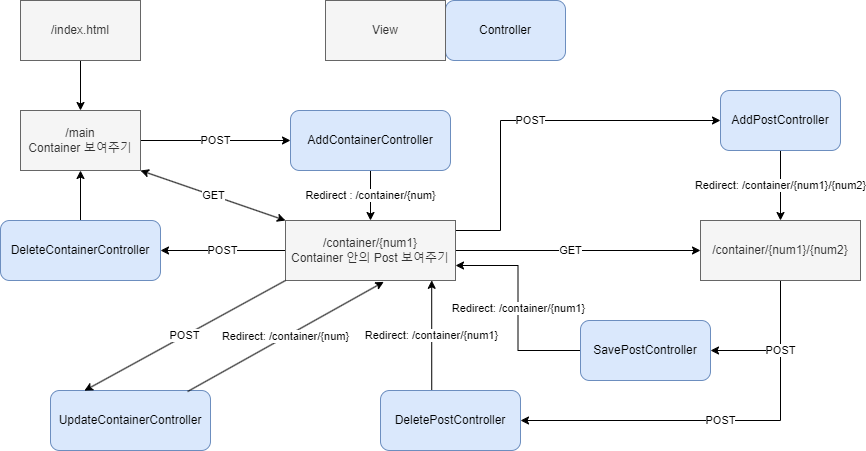 /index.html
View
Controller
/main
Container 보여주기
POST
AddContainerController
POST
AddPostController
GET
Redirect : /container/{num}
Redirect: /container/{num1}/{num2}
DeleteContainerController
POST
/container/{num1}
Container 안의 Post 보여주기
GET
/container/{num1}/{num2}
Redirect: /container/{num1}
POST
Redirect: /container/{num}
Redirect: /container/{num1}
SavePostController
POST
UpdateContainerController
DeletePostController
POST